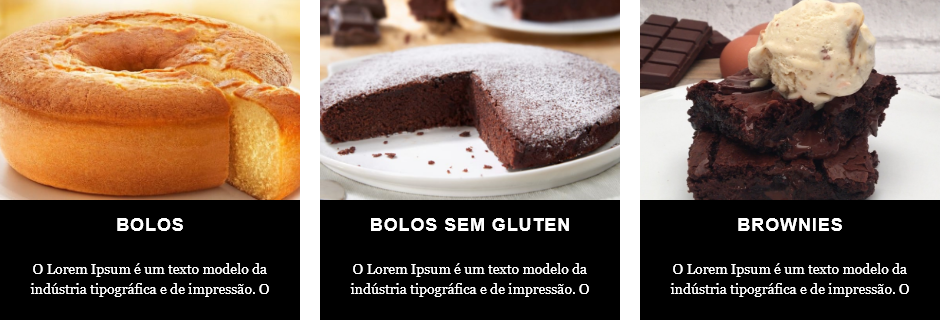 BOLOS
O Lorem Ipsum é um texto modelo da
indústria tipográfica e de impressão. O
BOLOS SEM GLUTEN
O Lorem Ipsum é um texto modelo da
indústria tipográfica e de impressão. O
BROWNIES
O Lorem Ipsum é um texto modelo da
indústria tipográfica e de impressão. O